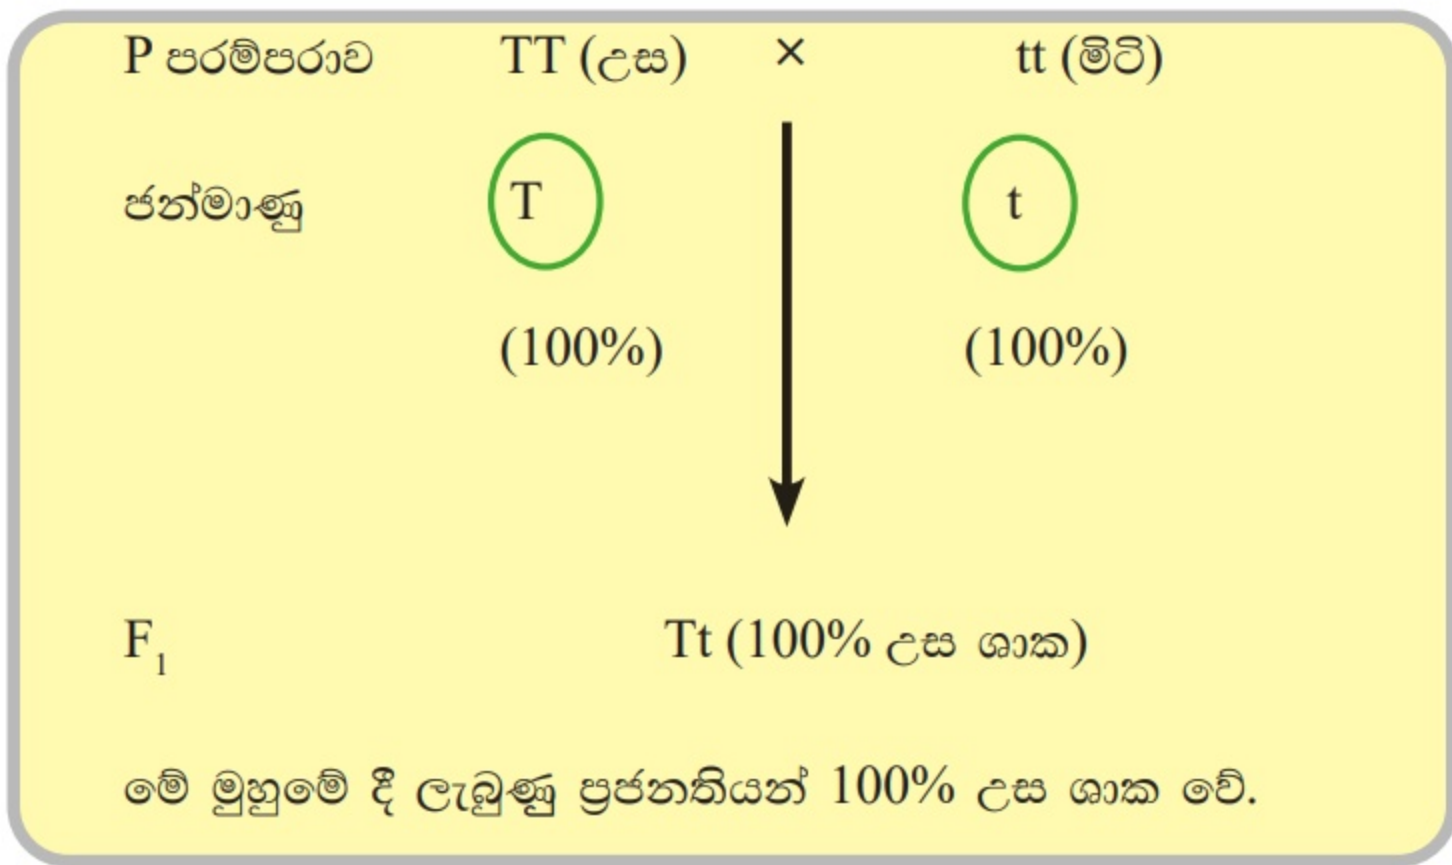 P පරම්පරාව TT (උස) × tt (මිටි)
ජන්මාණු T t
(100%) (100%)
F₁ Tt (100% උස ශාක)
මේ මුහුමේ දී ලැබුණු ප්‍රජනතියන් 100% උස ශාක වේ.